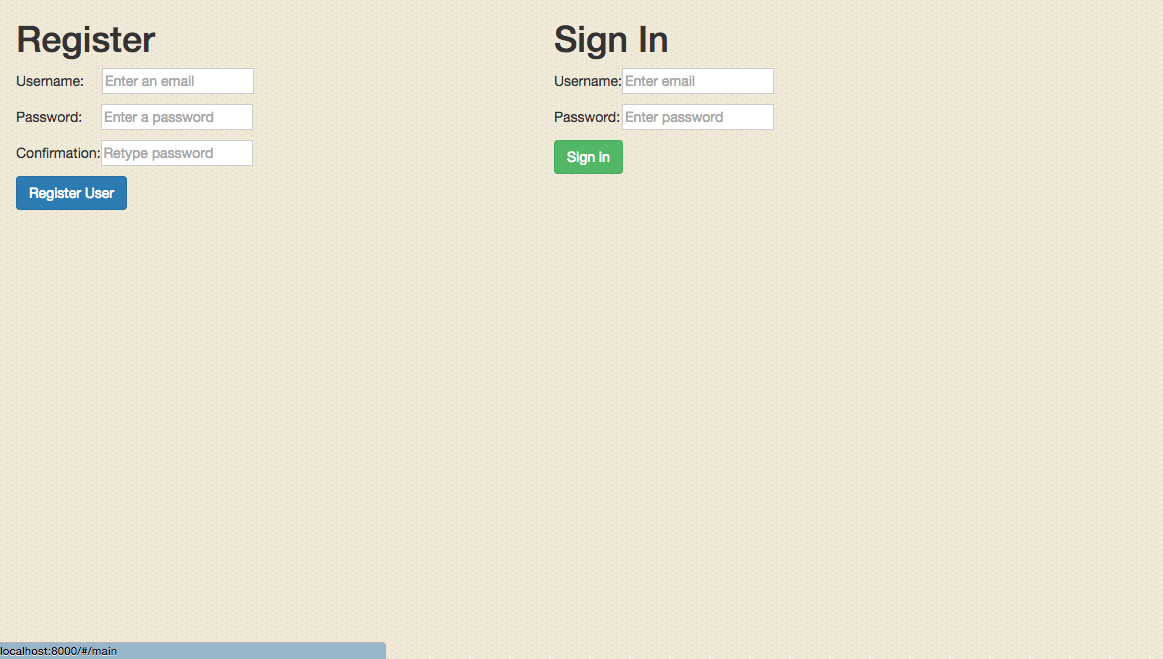 Register
Username: Enter an email
Password: Enter a password
Confirmation: Retype password
Register User
Sign In
Username: Enter email
Password: Enter password
Sign in
localhost:8000/#/main